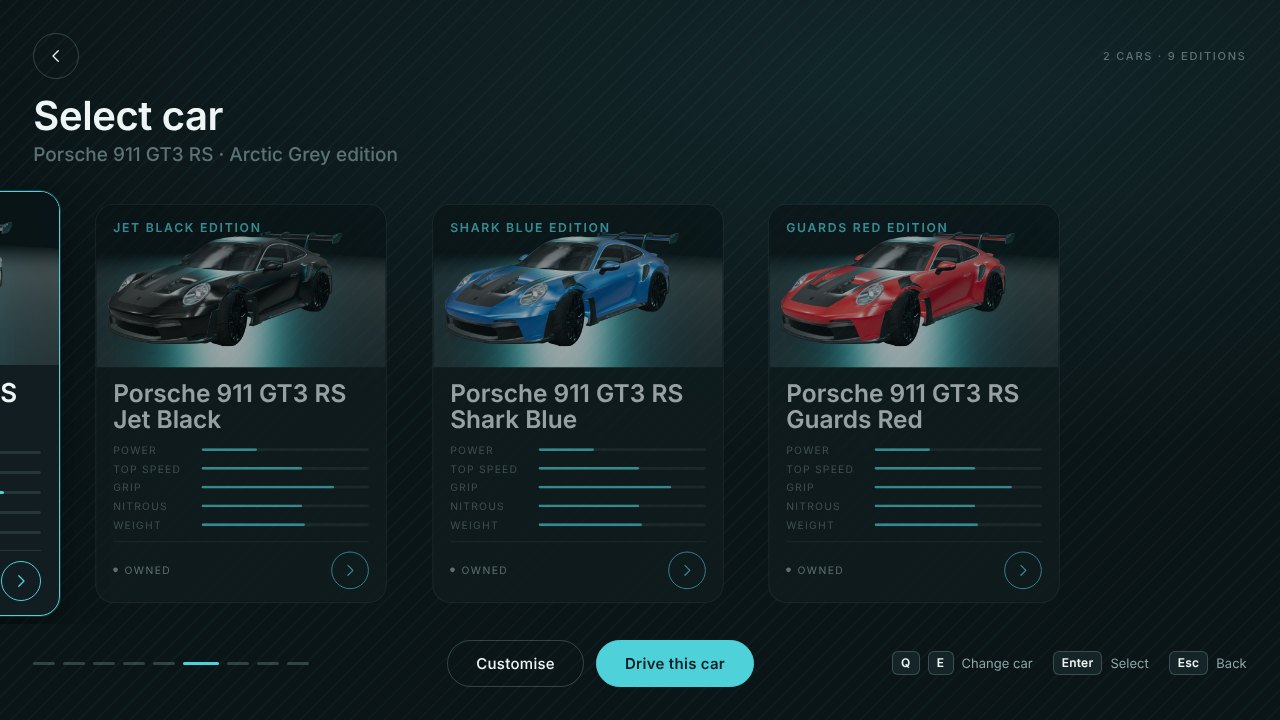 2 CARS · 9 EDITIONS
Select car
Porsche 911 GT3 RS · Arctic Grey edition
S
JET BLACK EDITION
Porsche 911 GT3 RS
Jet Black
POWER
TOP SPEED
GRIP
NITROUS
WEIGHT
OWNED
SHARK BLUE EDITION
Porsche 911 GT3 RS
Shark Blue
POWER
TOP SPEED
GRIP
NITROUS
WEIGHT
OWNED
GUARDS RED EDITION
Porsche 911 GT3 RS
Guards Red
POWER
TOP SPEED
GRIP
NITROUS
WEIGHT
OWNED
Customise
Drive this car
Q E Change car Enter Select Esc Back